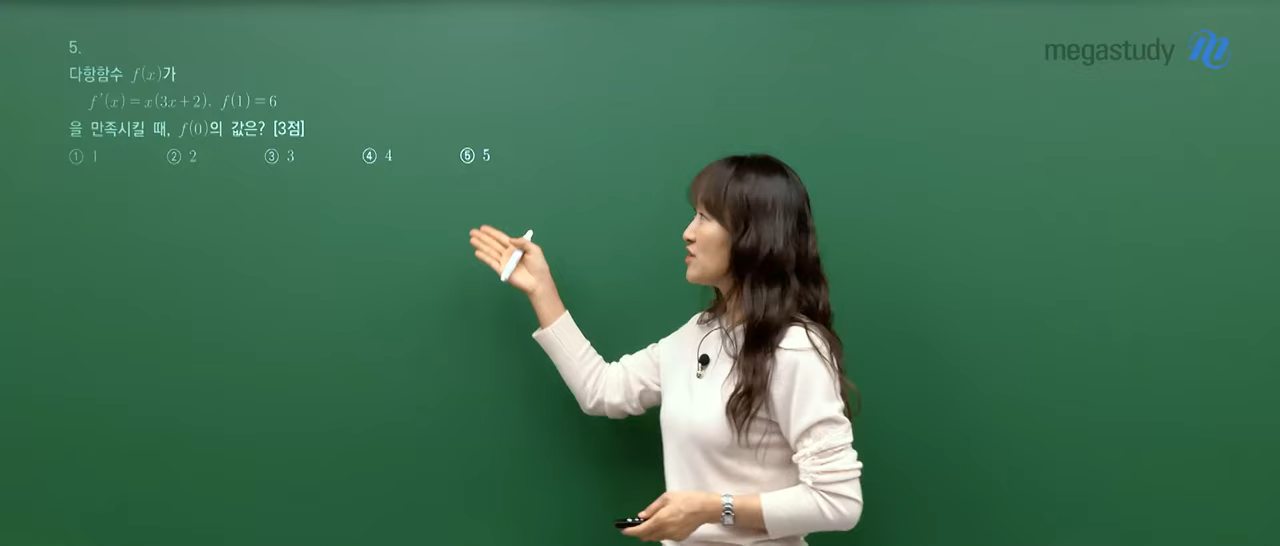 5.
다항함수 f(x)가
f'(x)=x(3x+2), f(1)=6
을 만족시킬 때, f(0)의 값은? [3점]
① 1 ② 2 ③ 3 ④ 4 ⑤ 5
megastudy